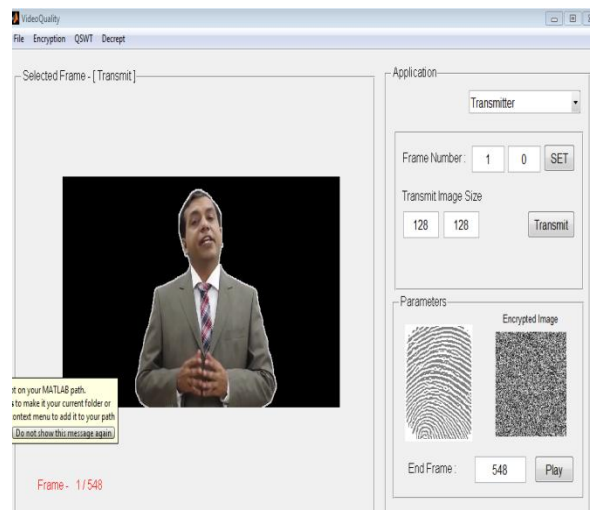 VideoQuality
File Encryption QSWT Decrept
Selected Frame - [ Transmit ]
Frame - 1 / 548
ot on your MATLAB path.
s to make it your current folder or
ontext menu to add it to your path
Do not show this message again
Application
Transmitter
Frame Number : 1 0 SET
Transmit Image Size
128 128 Transmit
Parameters
Encrypted Image
End Frame : 548 Play